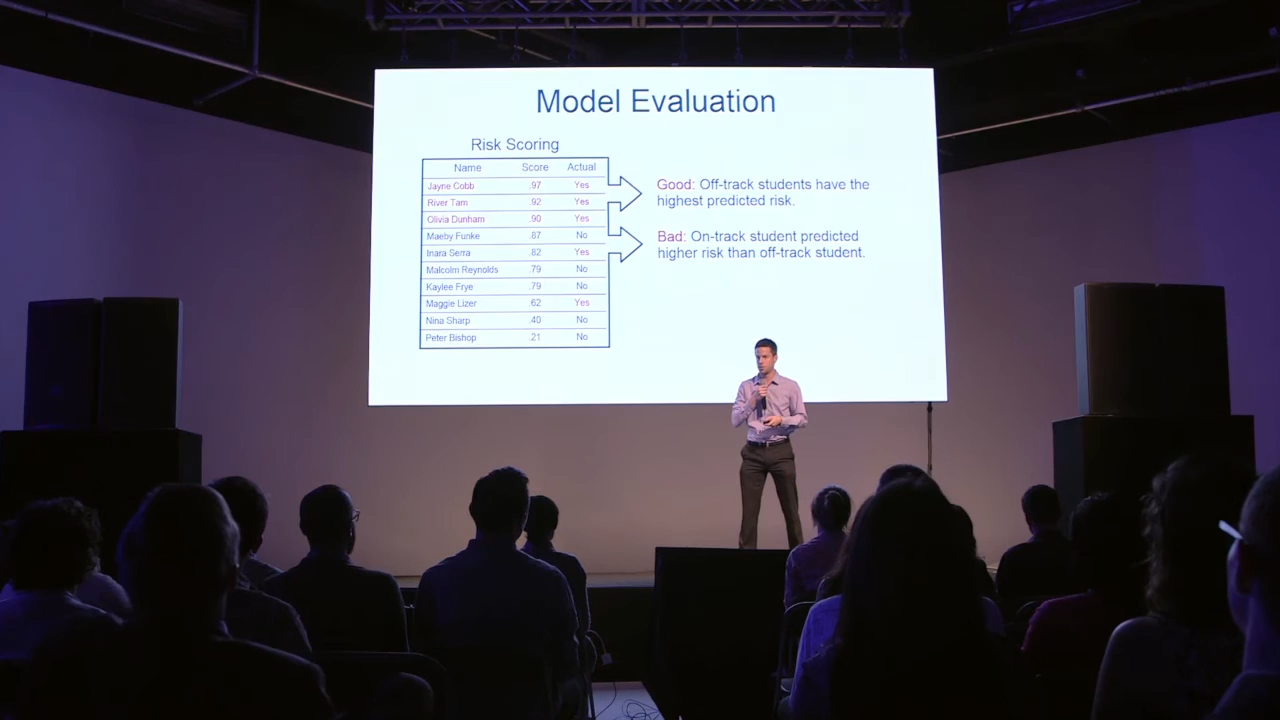 Model Evaluation
Risk Scoring
Name Score Actual
Jayne Cobb .97 Yes
River Tam .92 Yes
Olivia Dunham .90 Yes
Maeby Funke .87 No
Inara Serra .82 Yes
Malcolm Reynolds .79 No
Kaylee Frye .79 No
Maggie Lizer .62 Yes
Nina Sharp .40 No
Peter Bishop .21 No
Good: Off-track students have the
highest predicted risk.
Bad: On-track student predicted
higher risk than off-track student.